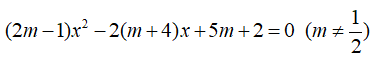 (2m−1)x² − 2(m+4)x + 5m + 2 = 0 (m ≠ 1/2)